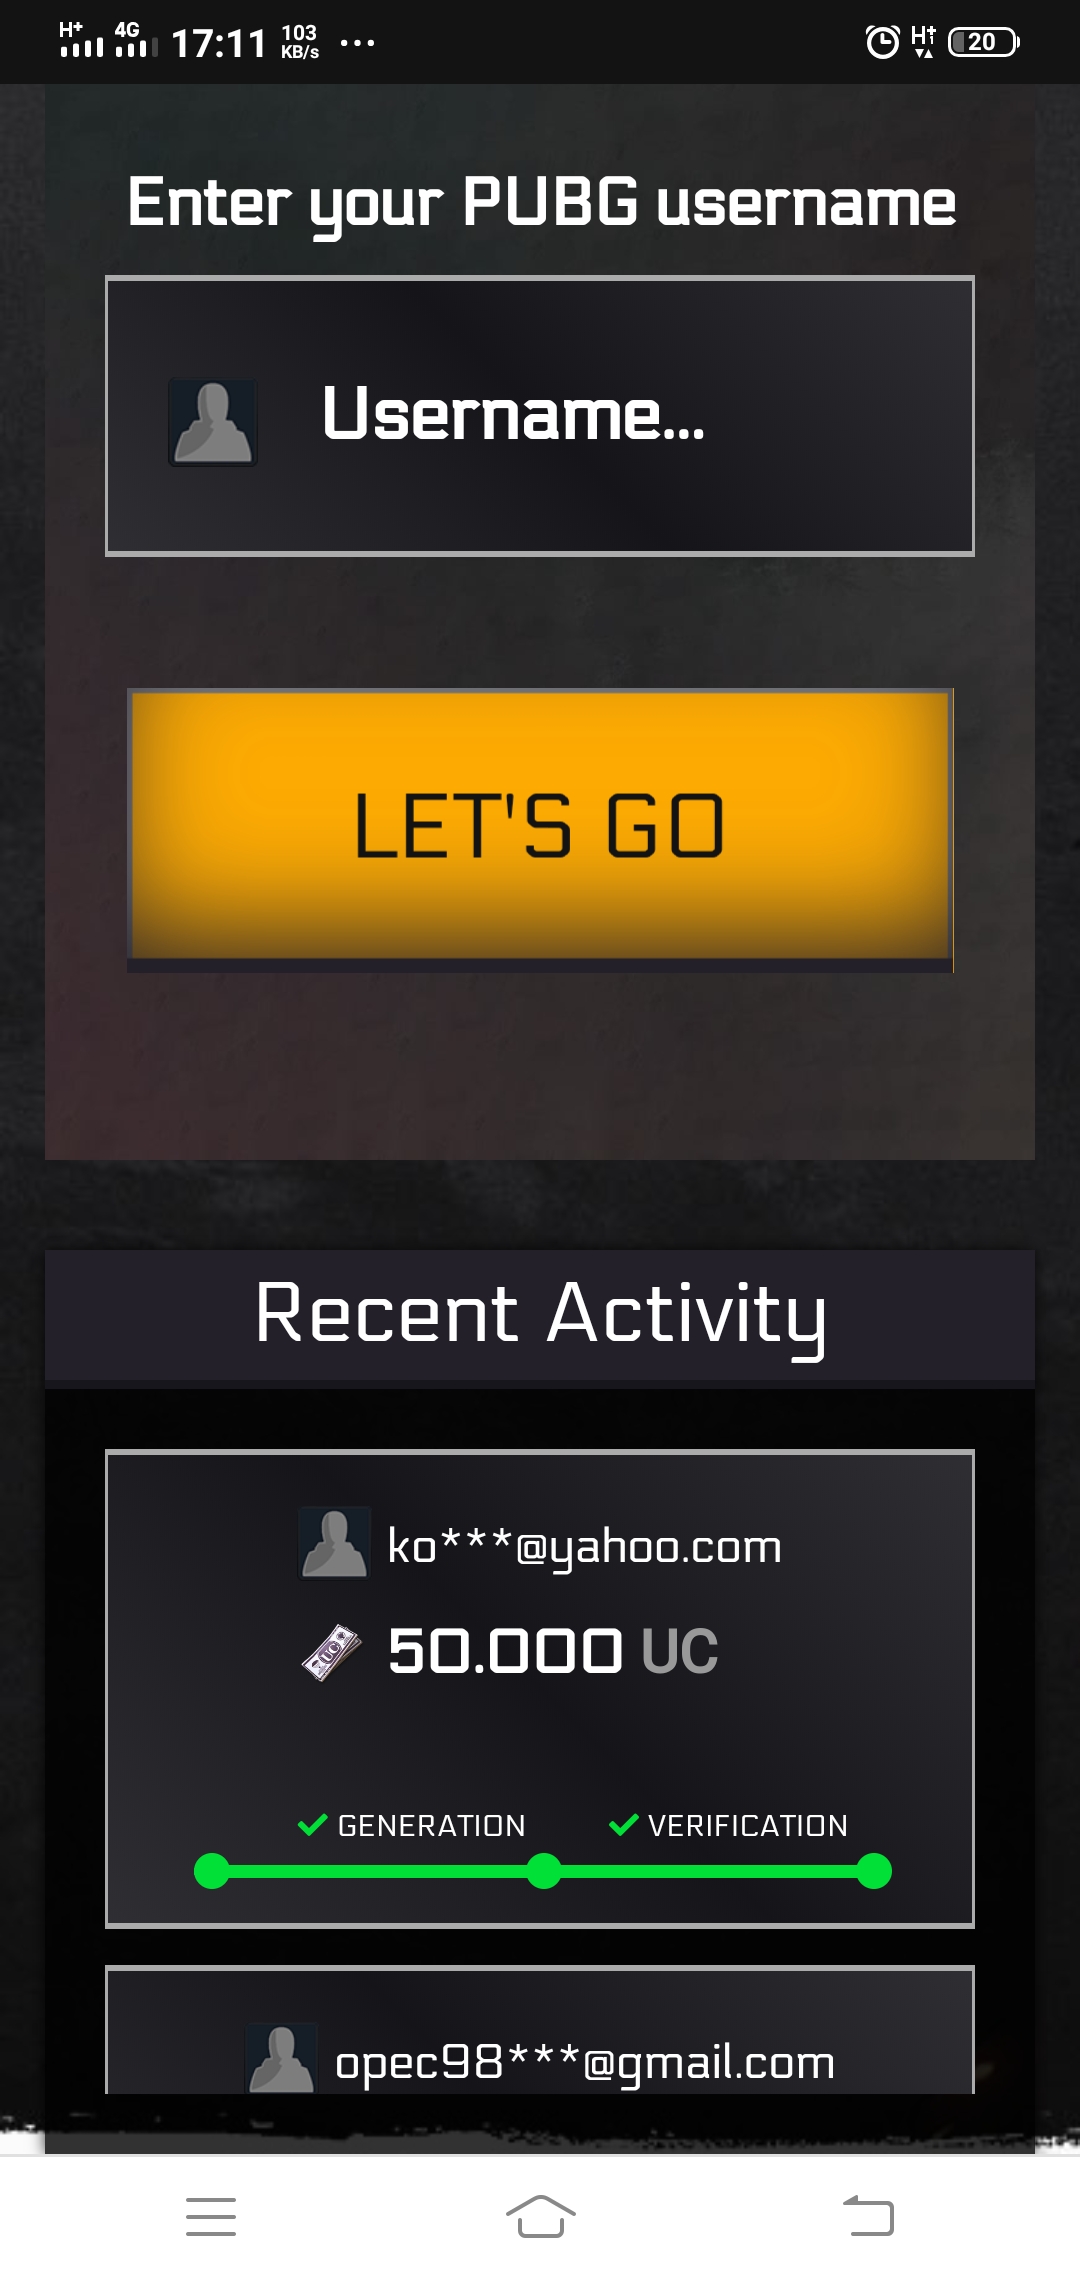 H+ 4G 17:11 103 KB/s ... H+ 1 20
Enter your PUBG username
Username...
LET'S GO
Recent Activity
ko***@yahoo.com
UC 50.000 UC
GENERATION VERIFICATION
opec98***@gmail.com